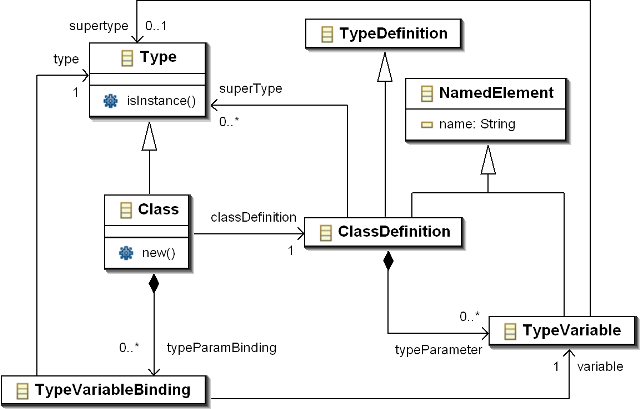 supertype 0..1
type
Type
TypeDefinition
1
isInstance()
superType
0..*
NamedElement
name: String
Class
new()
classDefinition
1
ClassDefinition
0..*
typeParameter
TypeVariable
0..*
typeParamBinding
1 variable
TypeVariableBinding